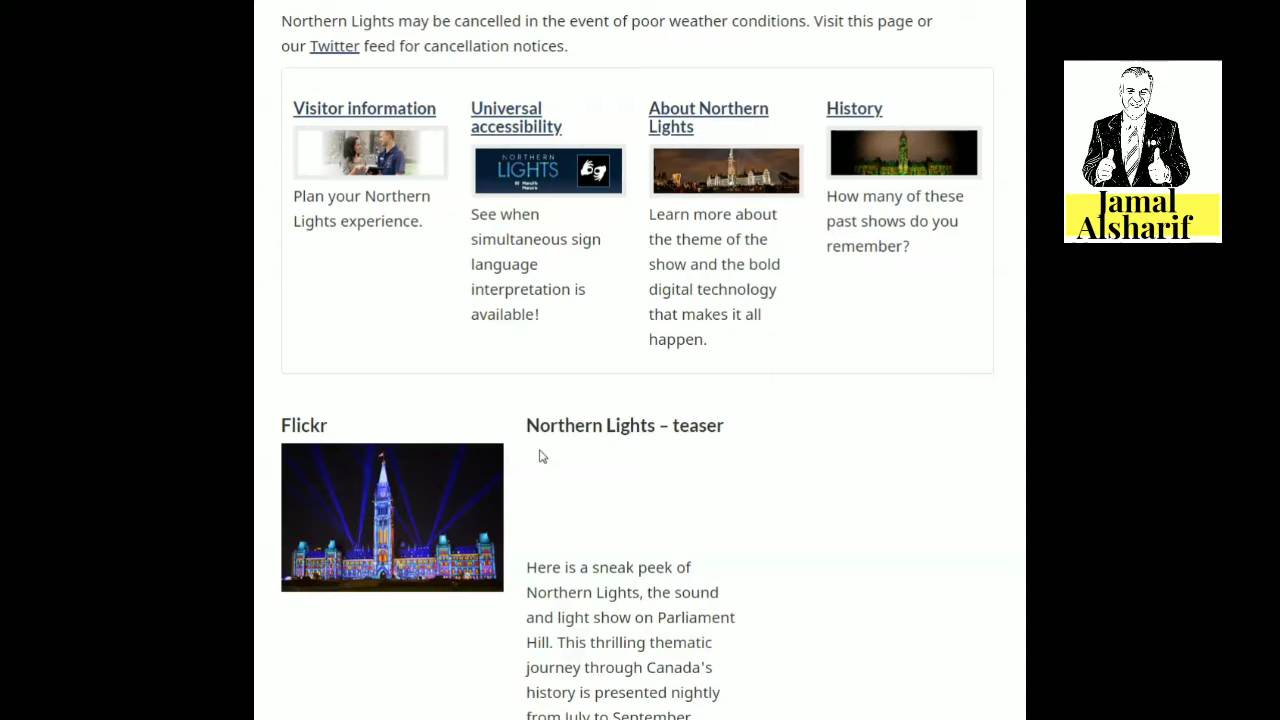 Northern Lights may be cancelled in the event of poor weather conditions. Visit this page or
our Twitter feed for cancellation notices.
Visitor information
Plan your Northern
Lights experience.
Universal
accessibility
NORTHERN
LIGHTS
See when
simultaneous sign
language
interpretation is
available!
About Northern
Lights
Learn more about
the theme of the
show and the bold
digital technology
that makes it all
happen.
History
How many of these
past shows do you
remember?
Flickr
Northern Lights – teaser
Here is a sneak peek of
Northern Lights, the sound
and light show on Parliament
Hill. This thrilling thematic
journey through Canada's
history is presented nightly
from July to September
Jamal
Alsharif